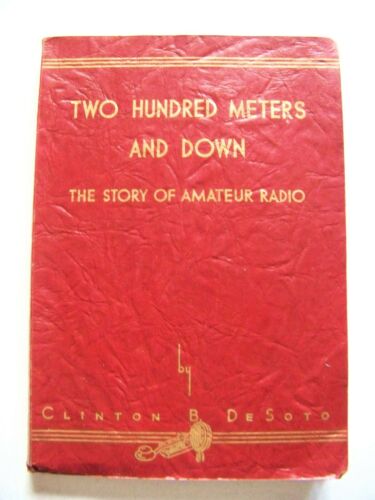 TWO HUNDRED METERS
AND DOWN
THE STORY OF AMATEUR RADIO
by
CLINTON B. DESOTO